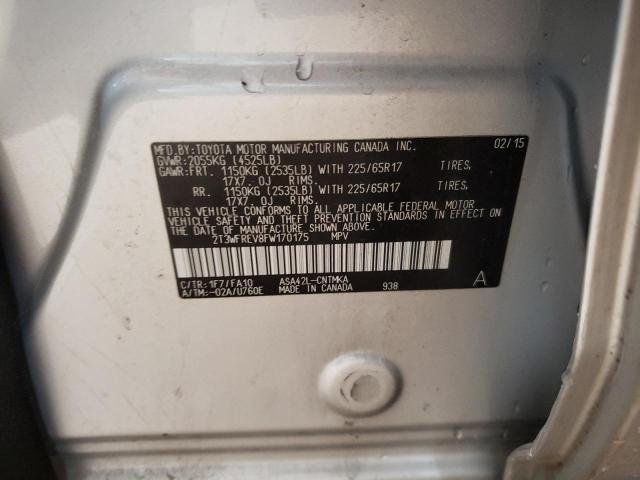 MFD.BY:TOYOTA MOTOR MANUFACTURING CANADA INC. 02/15
GVWR:2055KG (4525LB)
GAWR:FRT. 1150KG (2535LB) WITH 225/65R17 TIRES,
17X7.0J RIMS.
RR. 1150KG (2535LB) WITH 225/65R17 TIRES,
17X7.0J RIMS.
THIS VEHICLE CONFORMS TO ALL APPLICABLE FEDERAL MOTOR
VEHICLE SAFETY AND THEFT PREVENTION STANDARDS IN EFFECT
ON THE DATE OF MANUFACTURE SHOWN ABOVE.
2T3WFREV8FW170175 MPV
C/TR:1F7/FA10 ASA42L-CNTMKA A
A/TM:-02A/U760E MADE IN CANADA 938